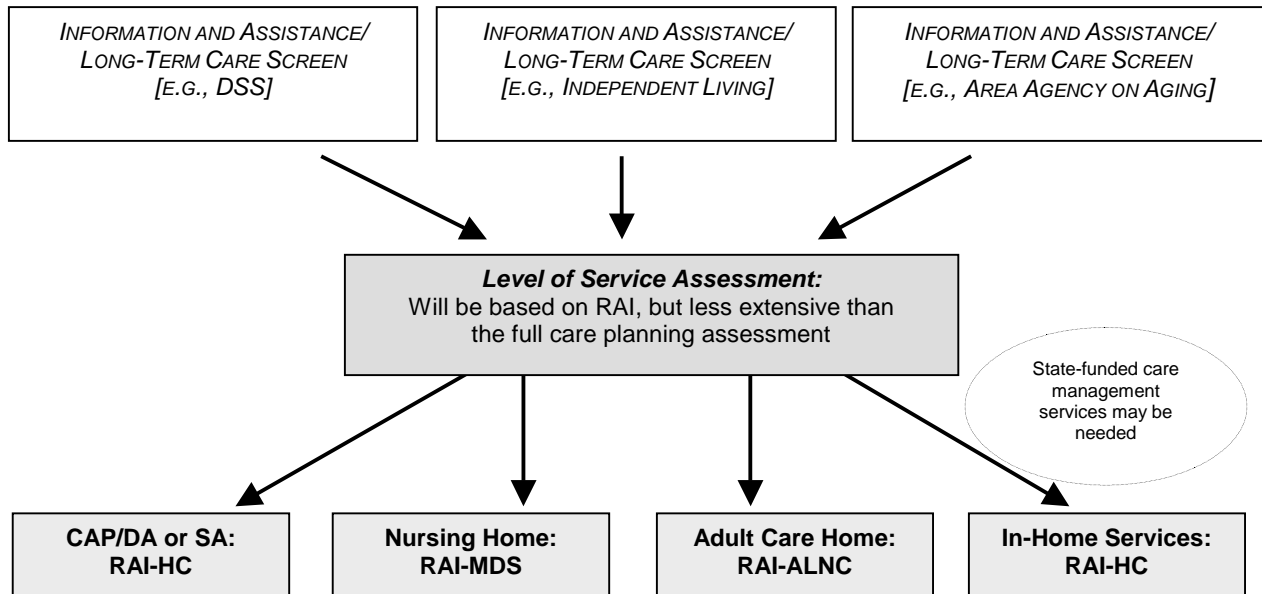 INFORMATION AND ASSISTANCE/
LONG-TERM CARE SCREEN
[E.G., DSS]
INFORMATION AND ASSISTANCE/
LONG-TERM CARE SCREEN
[E.G., INDEPENDENT LIVING]
INFORMATION AND ASSISTANCE/
LONG-TERM CARE SCREEN
[E.G., AREA AGENCY ON AGING]
Level of Service Assessment:
Will be based on RAI, but less extensive than
the full care planning assessment
State-funded care
management
services may be
needed
CAP/DA or SA:
RAI-HC
Nursing Home:
RAI-MDS
Adult Care Home:
RAI-ALNC
In-Home Services:
RAI-HC